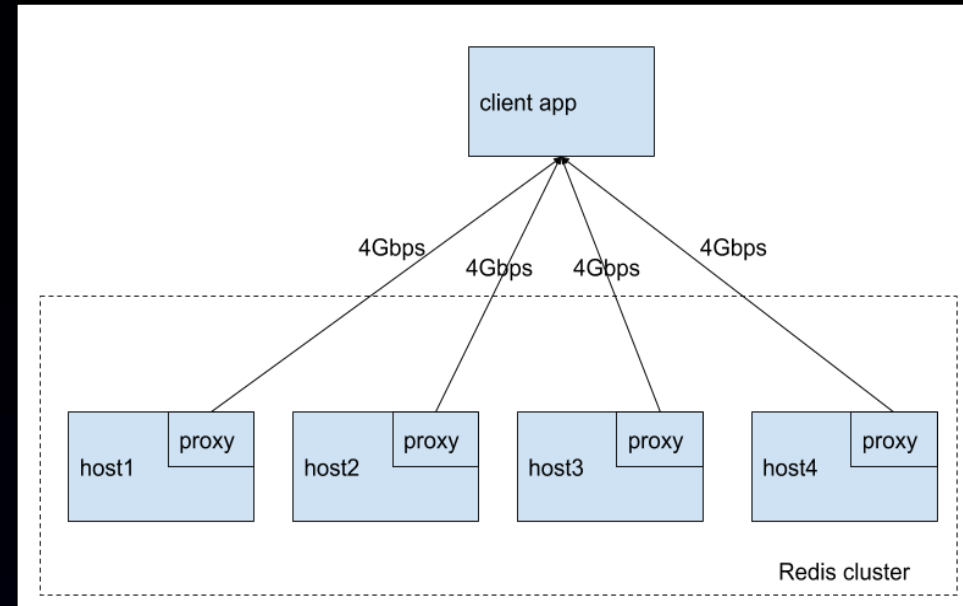 client app
4Gbps
4Gbps
4Gbps
4Gbps
proxy
host1
proxy
host2
proxy
host3
proxy
host4
Redis cluster